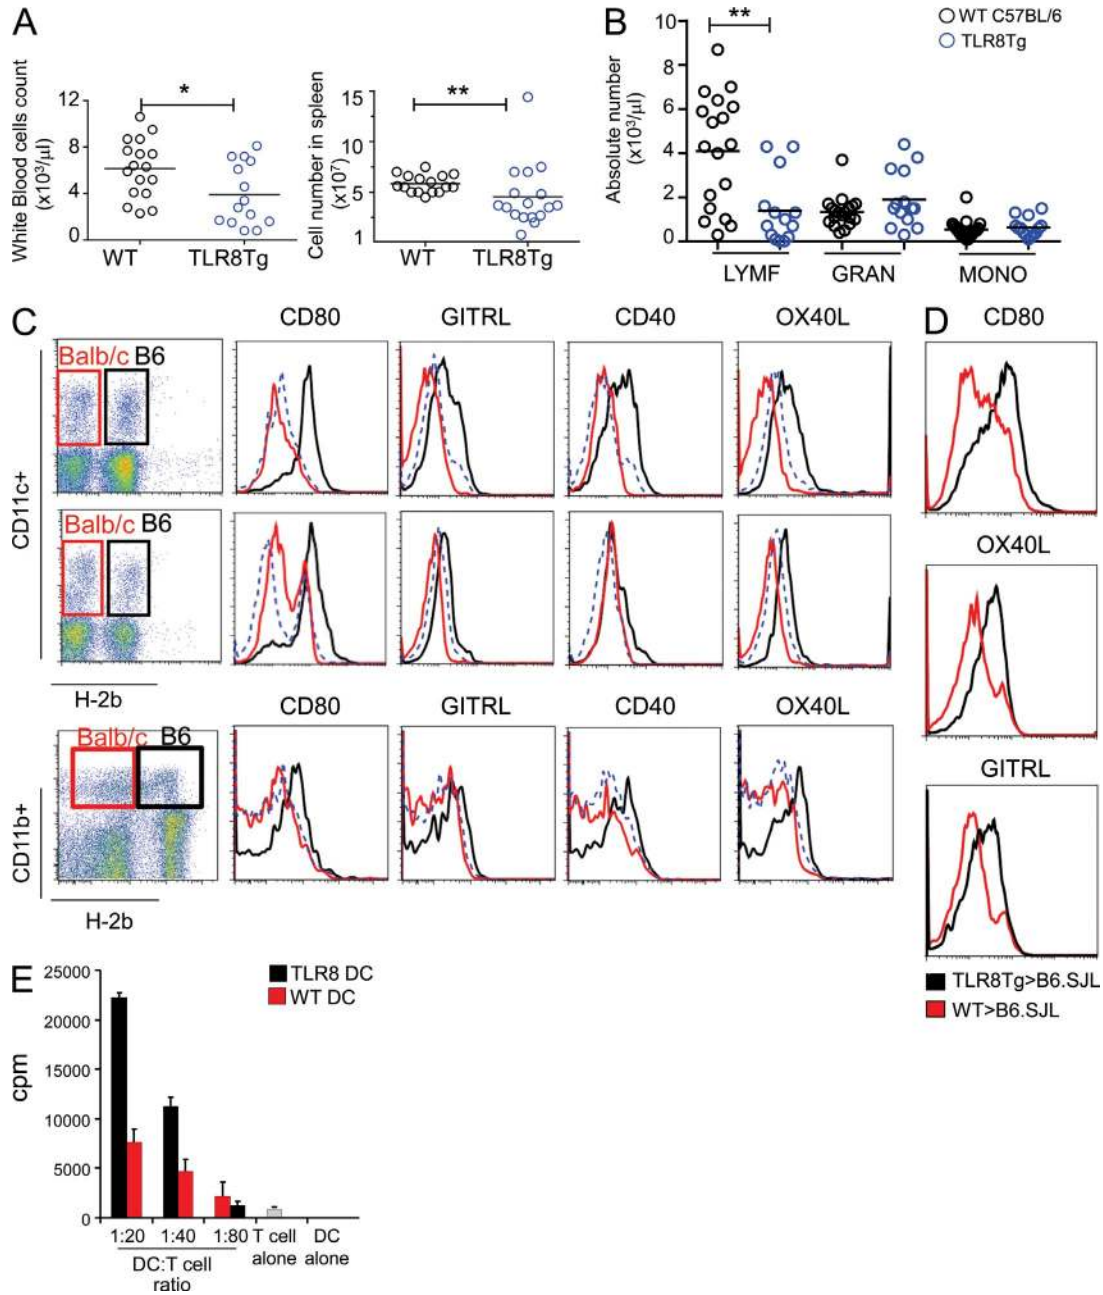 A
White Blood cells count
(x10³/µl)
12
8
4
0
*
WT
TLR8Tg
Cell number in spleen
(x10⁷)
15
10
5
1
**
WT
TLR8Tg
B
WT C57BL/6
TLR8Tg
Absolute number
(x10³/µl)
10
8
6
4
2
0
**
LYMF
GRAN
MONO
C
CD80
GITRL
CD40
OX40L
CD11c+
Balb/c B6
Balb/c B6
H-2b
CD80
GITRL
CD40
OX40L
CD11b+
Balb/c B6
H-2b
D
CD80
OX40L
GITRL
TLR8Tg>B6.SJL
WT>B6.SJL
E
TLR8 DC
WT DC
cpm
25000
20000
15000
10000
5000
0
1:20 1:40 1:80 T cell DC
alone alone
DC:T cell
ratio